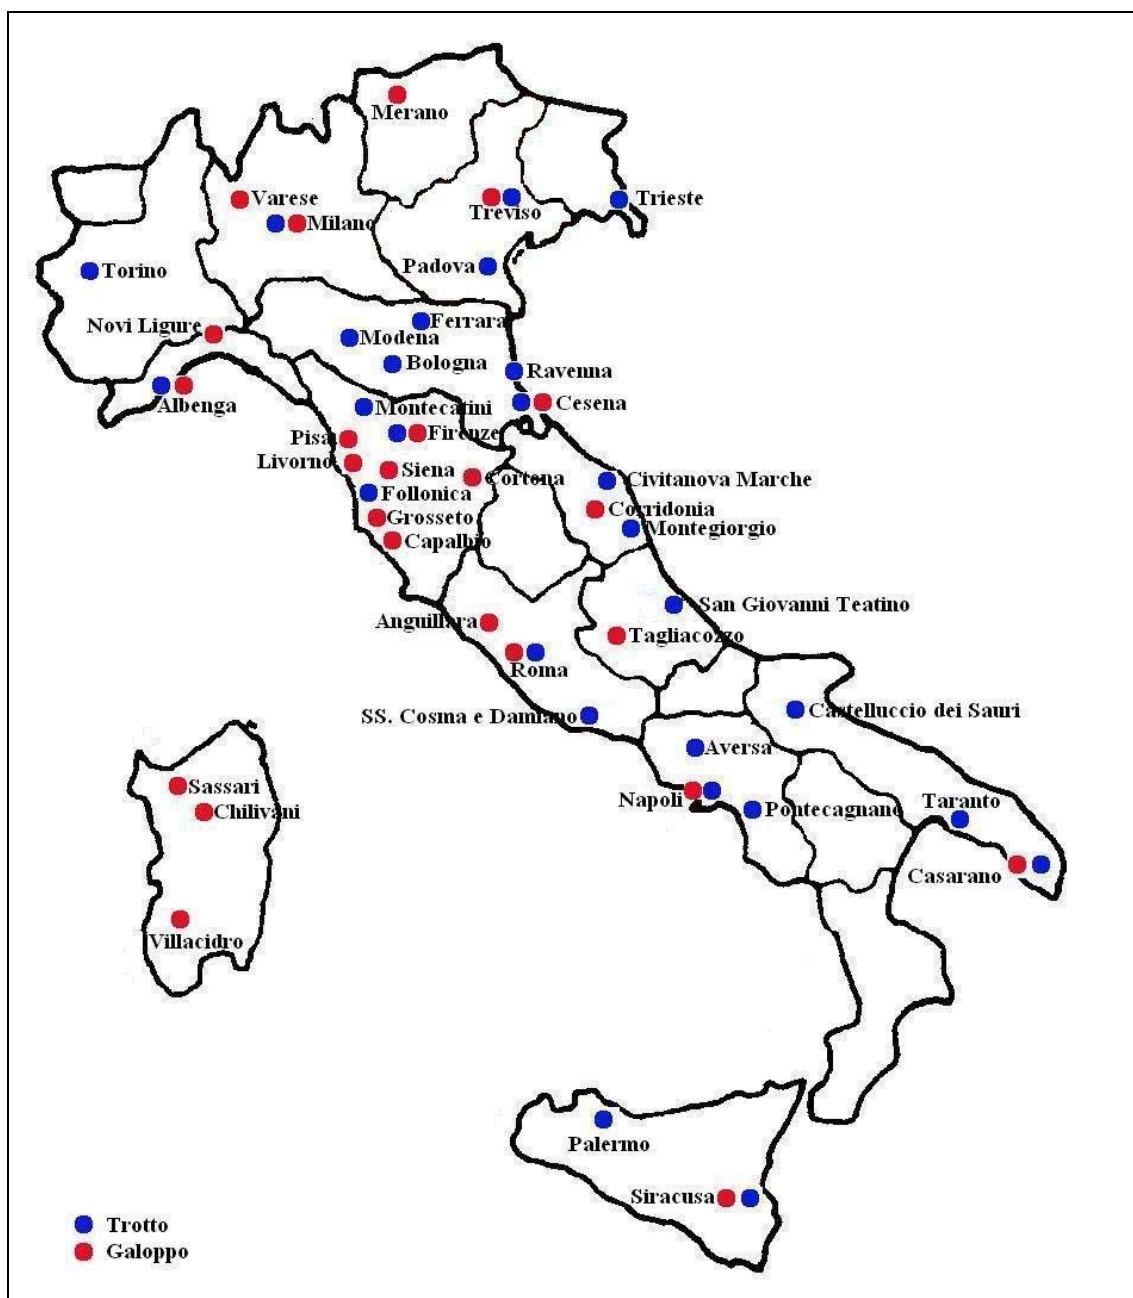 Merano
Varese
Treviso
Trieste
Milano
Padova
Torino
Novi Ligure
Ferrara
Modena
Bologna
Ravenna
Albenga
Montecatini
Cesena
Pisa
Firenze
Livorno
Siena
Cortona
Civitanova Marche
Follonica
Corridonia
Grosseto
Montegiorgio
Capalbio
San Giovanni Teatino
Anguillara
Tagliacozzo
Roma
SS. Cosma e Damiano
Castelluccio dei Sauri
Aversa
Sassari
Napoli
Chilivani
Pontecagnano
Taranto
Casarano
Villacidro
Palermo
Siracusa
Trotto
Galoppo